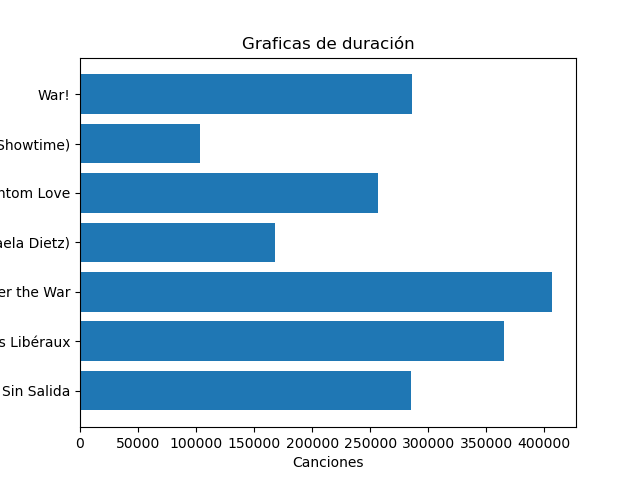 Graficas de duración
War!
Showtime)
ntom Love
aela Dietz)
er the War
s Libéraux
Sin Salida
0 50000 100000 150000 200000 250000 300000 350000 400000
Canciones